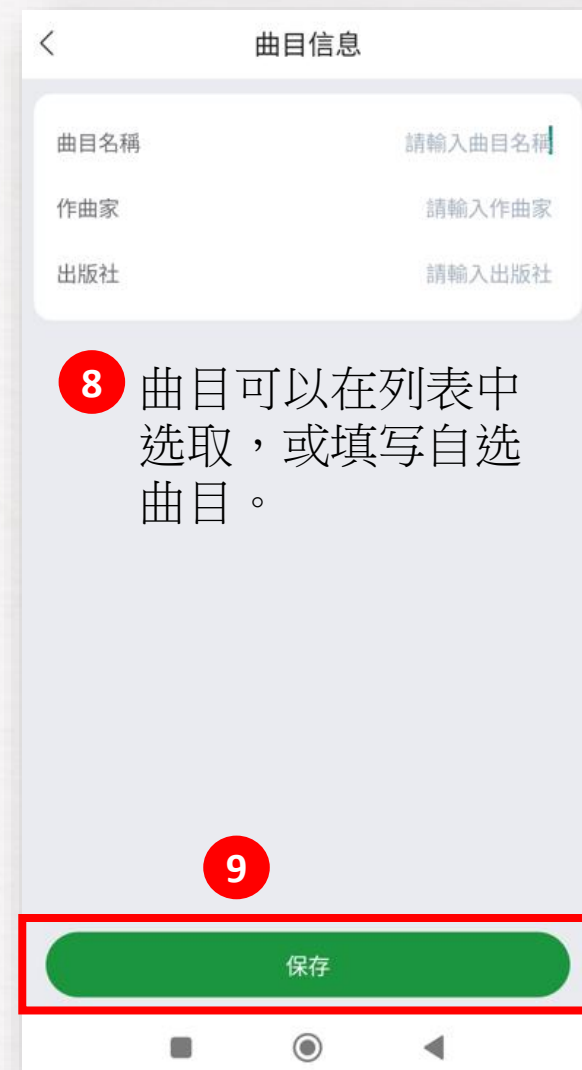 曲目信息
曲目名稱 請輸入曲目名稱
作曲家 請輸入作曲家
出版社 請輸入出版社
8 曲目可以在列表中
选取，或填写自选
曲目。
9
保存